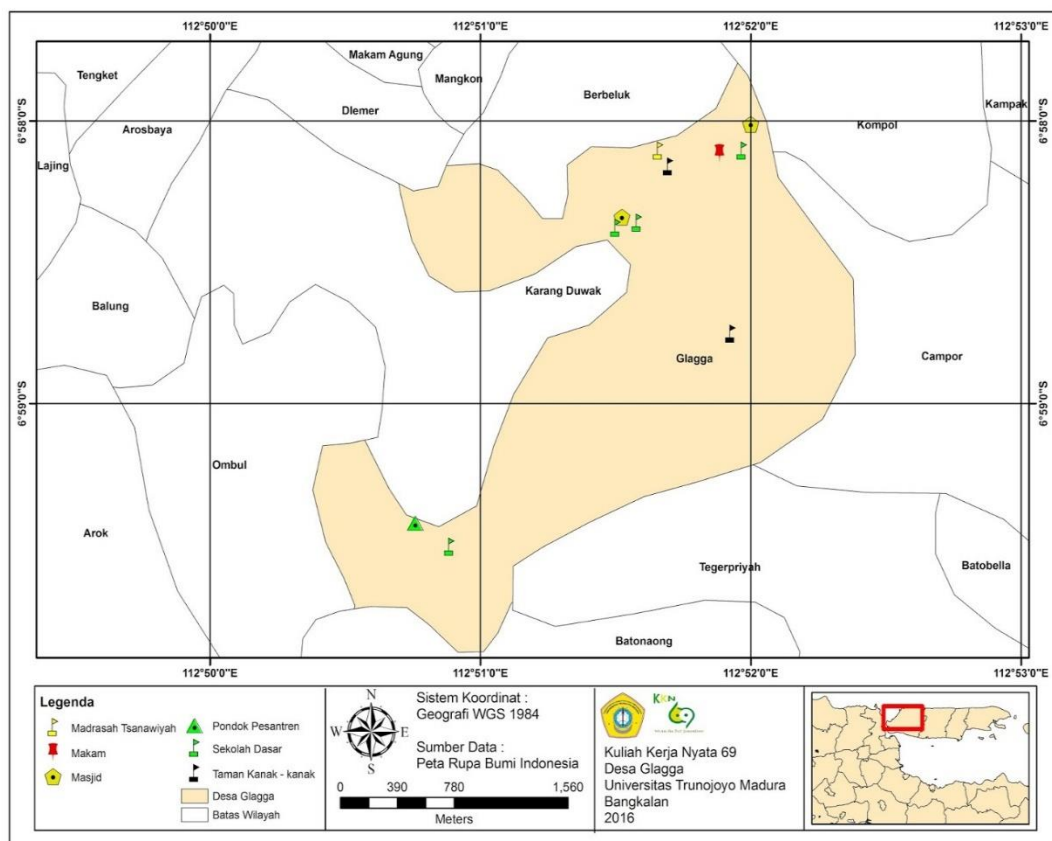 112°50'0"E 112°51'0"E 112°52'0"E 112°53'0"E
Makam Agung
Tengket
Mangkon
Berbeluk
Dlemer
Kampak
6°58'0"S 6°58'0"S
Arosbaya
Kompol
Lajing
Karang Duwak
Balung
Glagga
Campor
6°59'0"S 6°59'0"S
Ombul
Arok
Tegerpriyah
Batobella
Batonaong
112°50'0"E 112°51'0"E 112°52'0"E 112°53'0"E
Legenda
Madrasah Tsanawiyah
Makam
Masjid
Pondok Pesantren
Sekolah Dasar
Taman Kanak - kanak
Desa Glagga
Batas Wilayah
N
W E
S
Sistem Koordinat :
Geografi WGS 1984
Sumber Data :
Peta Rupa Bumi Indonesia
0 390 780 1,560
Meters
KKN
69
Kuliah Kerja Nyata 69
Desa Glagga
Universitas Trunojoyo Madura
Bangkalan
2016